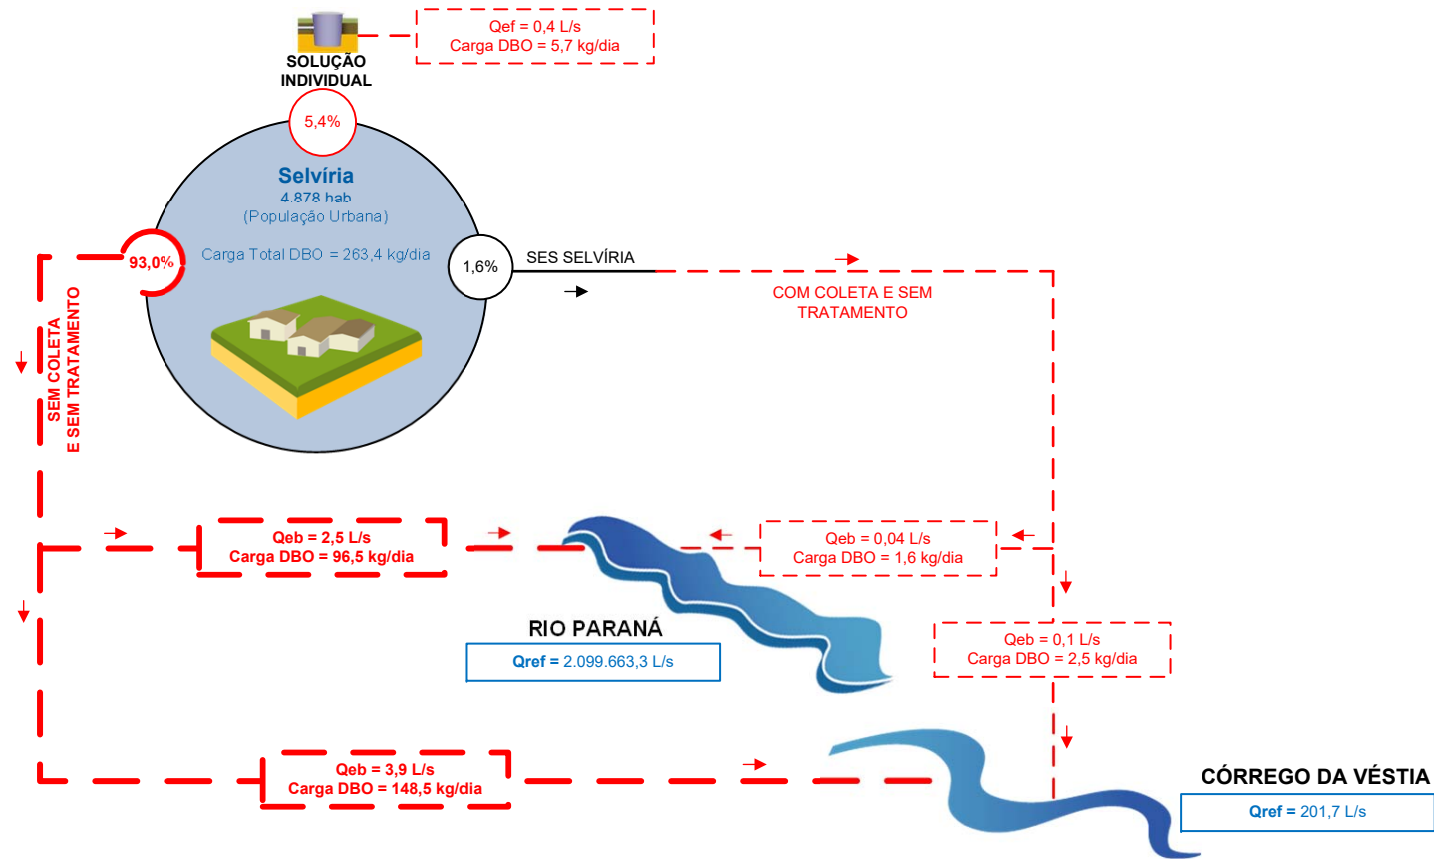 Qef = 0,4 L/s
Carga DBO = 5,7 kg/dia
SOLUÇÃO
INDIVIDUAL
5,4%
Selvíria
4.878 hab
(População Urbana)
Carga Total DBO = 263,4 kg/dia
93,0%
1,6%
SES SELVÍRIA
COM COLETA E SEM
TRATAMENTO
SEM COLETA
E SEM TRATAMENTO
Qeb = 2,5 L/s
Carga DBO = 96,5 kg/dia
Qeb = 0,04 L/s
Carga DBO = 1,6 kg/dia
RIO PARANÁ
Qref = 2.099.663,3 L/s
Qeb = 0,1 L/s
Carga DBO = 2,5 kg/dia
Qeb = 3,9 L/s
Carga DBO = 148,5 kg/dia
CÓRREGO DA VÉSTIA
Qref = 201,7 L/s